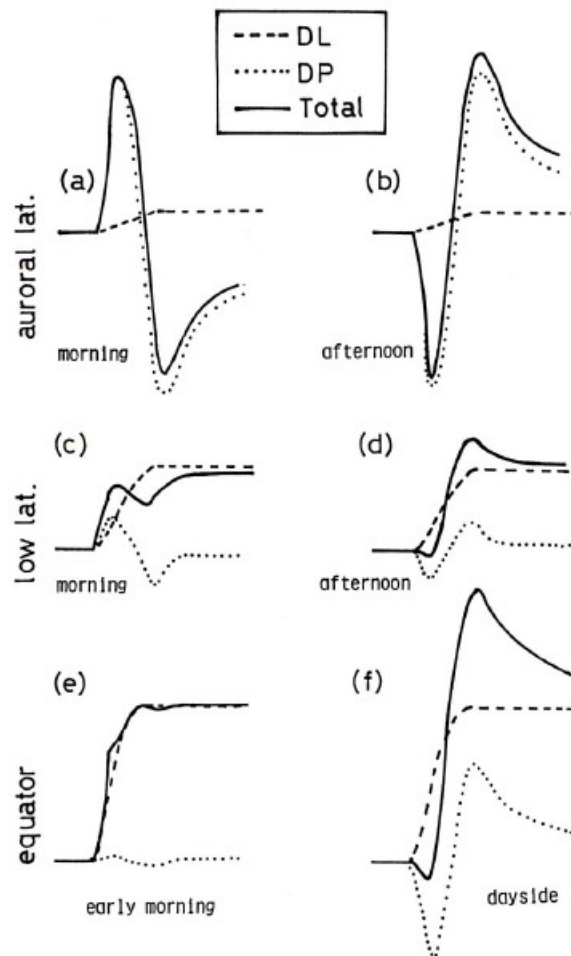 DL
DP
Total
(a)
(b)
auroral lat.
morning
afternoon
(c)
(d)
low lat.
morning
afternoon
(e)
(f)
equator
early morning
dayside